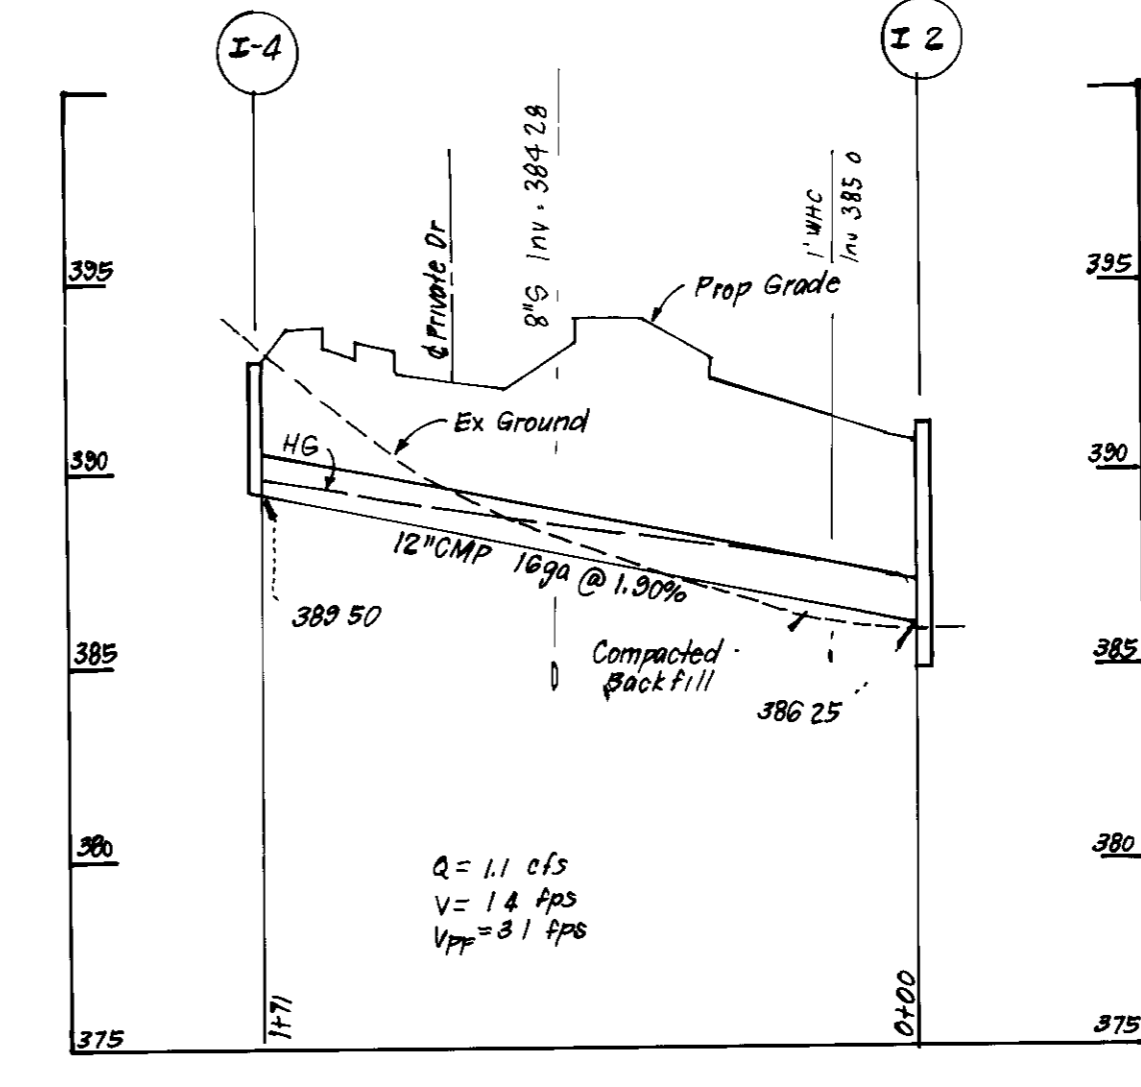 I-4
I 2
8"S Inv. 384 28
1' WHC
Inv 385 0
℄ Private Dr
395
395
Prop Grade
Ex Ground
HG
390
390
12"CMP 16ga @ 1.90%
389 50
385
Compacted
Backfill
385
386 25
380
380
Q = 1.1 cfs
V = 1 4 fps
VPF = 3 1 fps
1+71
0+00
375
375